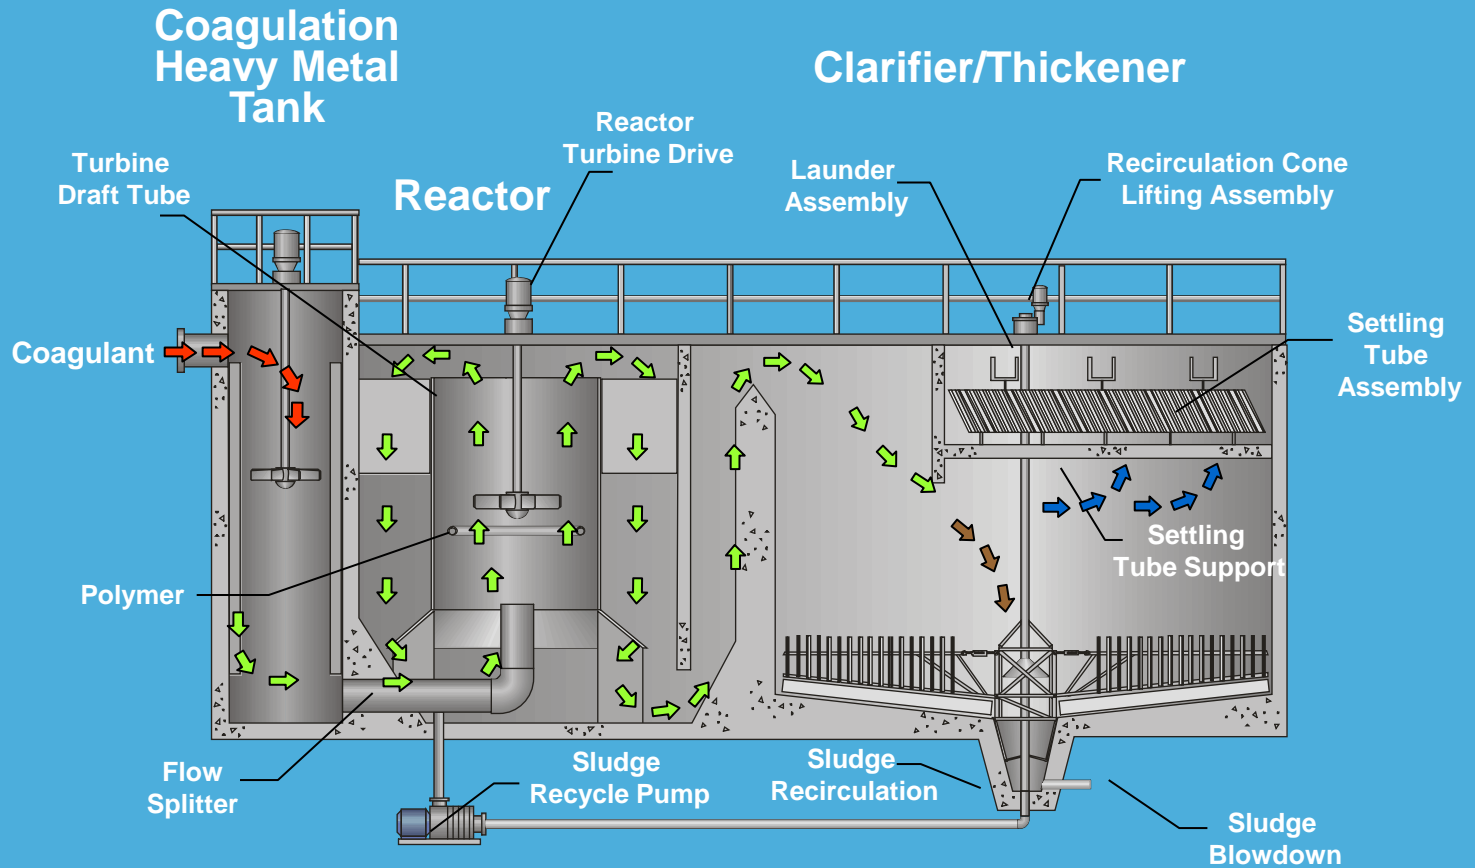 Coagulation
Heavy Metal
Tank
Clarifier/Thickener
Reactor
Turbine Drive
Turbine
Draft Tube
Reactor
Launder
Assembly
Recirculation Cone
Lifting Assembly
Coagulant
Settling
Tube
Assembly
Settling
Tube Support
Polymer
Flow
Splitter
Sludge
Recycle Pump
Sludge
Recirculation
Sludge
Blowdown